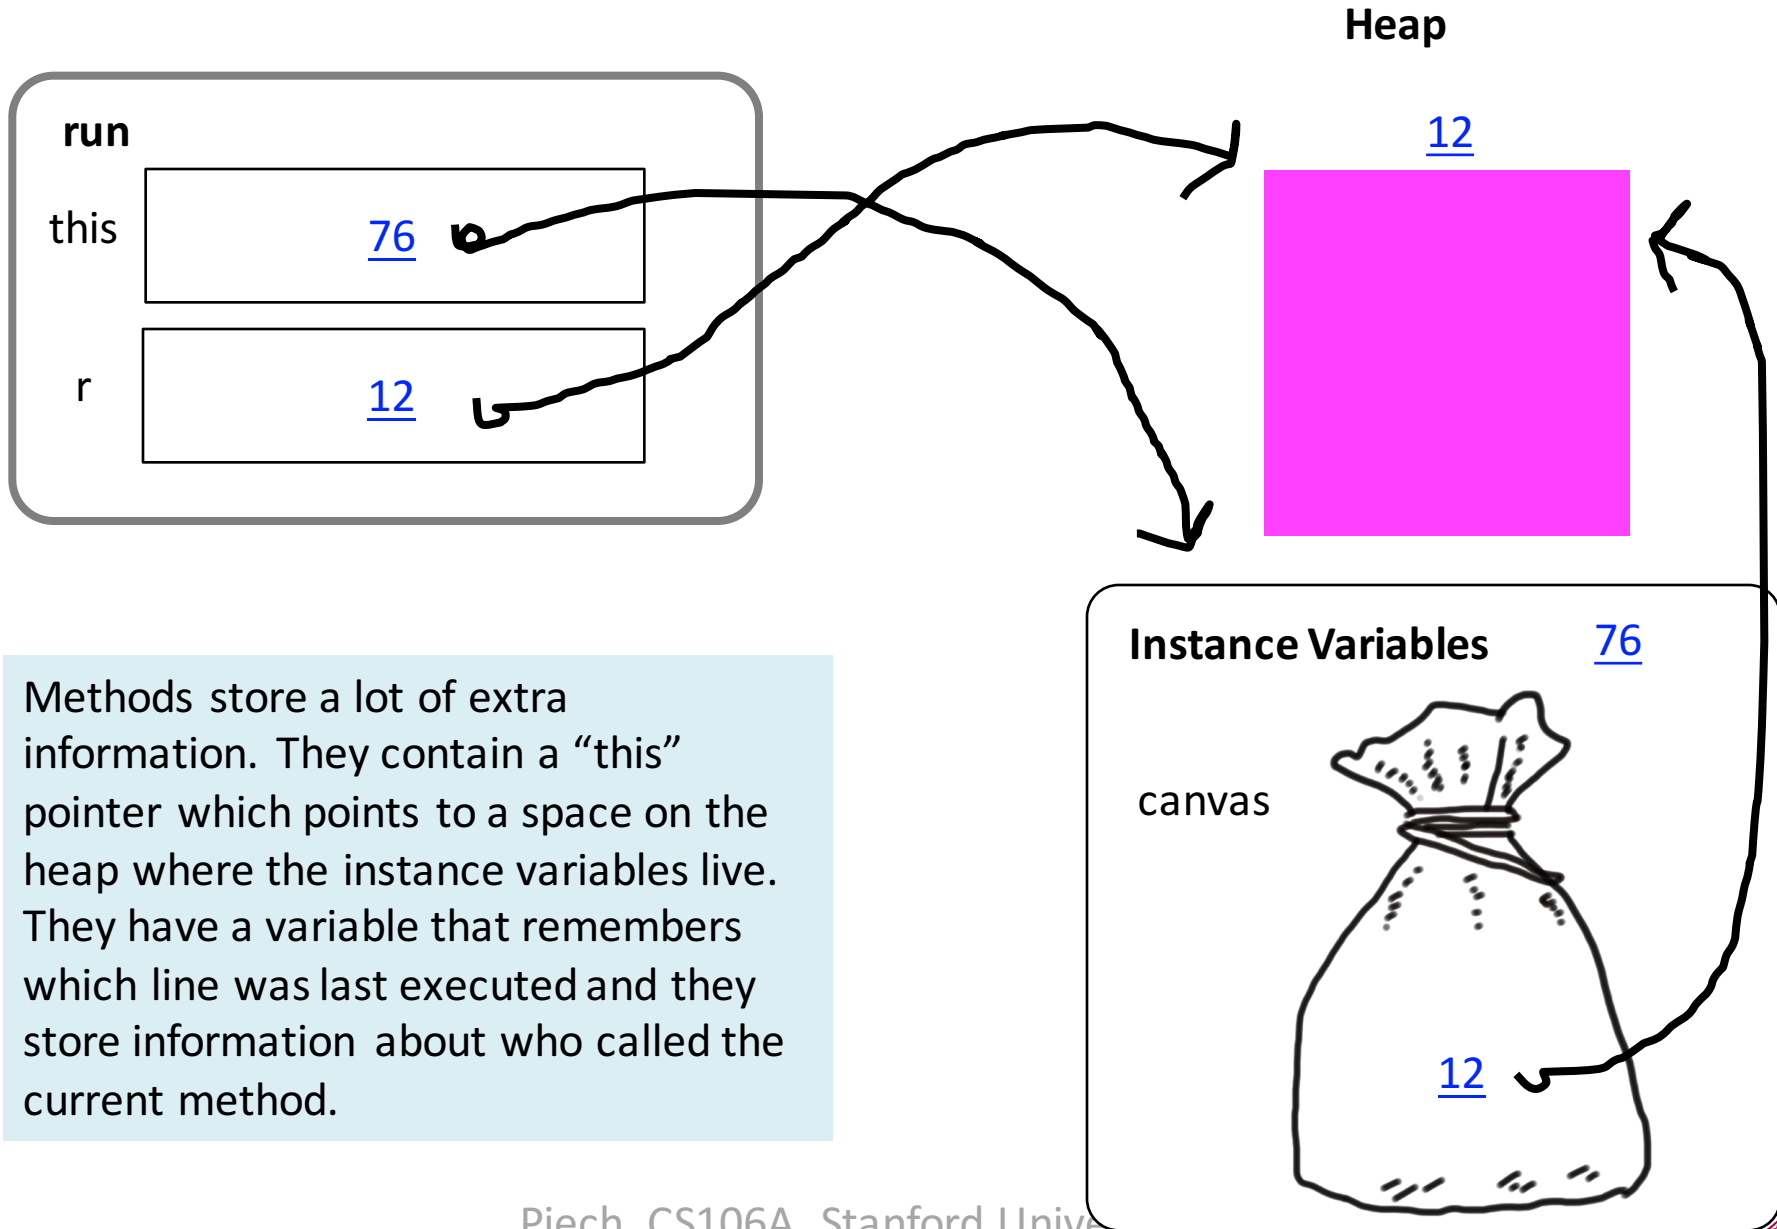 Heap
run
12
this
76
r
12
Instance Variables 76
canvas
12
Methods store a lot of extra
information. They contain a “this”
pointer which points to a space on the
heap where the instance variables live.
They have a variable that remembers
which line was last executed and they
store information about who called the
current method.
Piech, CS106A, Stanford Unive